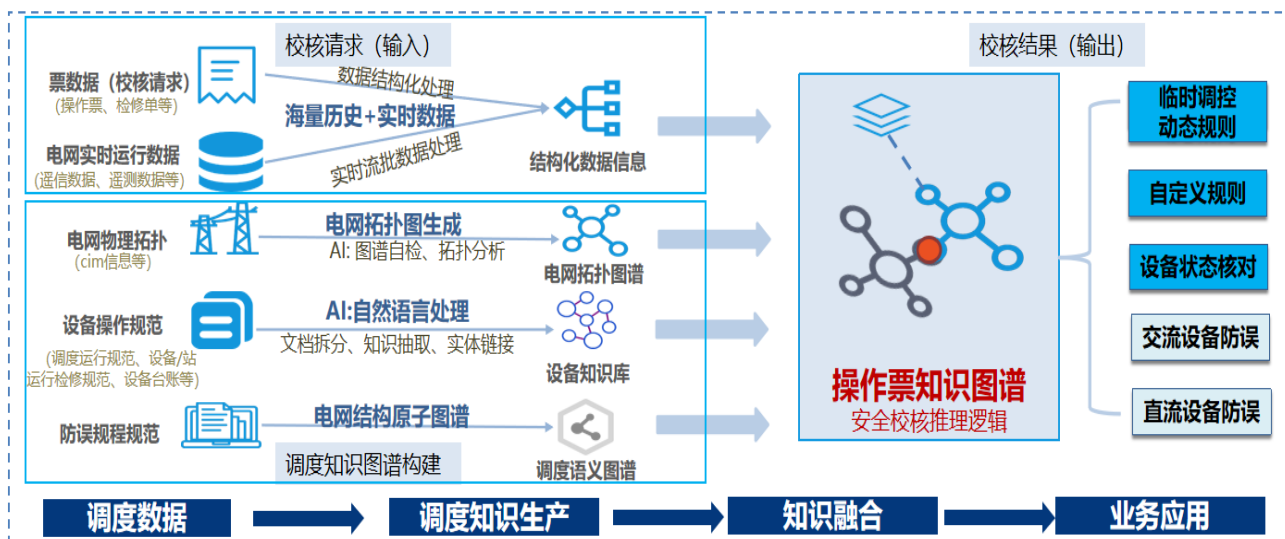 校核请求（输入）
校核结果（输出）
票数据（校核请求）
(操作票、检修单等)
数据结构化处理
海量历史+实时数据
实时流批数据处理
结构化数据信息
电网实时运行数据
(遥信数据、遥测数据等)
电网物理拓扑
(cim信息等)
电网拓扑图生成
AI: 图谱自检、拓扑分析
电网拓扑图谱
设备操作规范
(调度运行规范、设备/站
运行检修规范、设备台账等)
AI:自然语言处理
文档拆分、知识抽取、实体链接
设备知识库
防误规程规范
电网结构原子图谱
调度语义图谱
调度知识图谱构建
操作票知识图谱
安全校核推理逻辑
临时调控
动态规则
自定义规则
设备状态核对
交流设备防误
直流设备防误
调度数据
调度知识生产
知识融合
业务应用